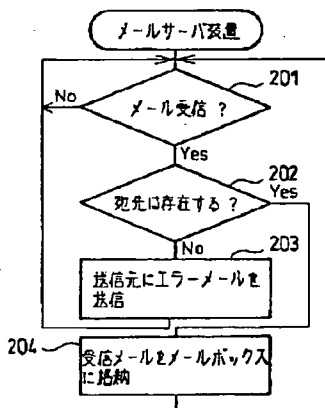 メールサーバ装置
201
No
メール受信?
Yes
202
宛先は存在する?
Yes
No
203
送信元にエラーメールを
送信
204
受信メールをメールボックス
に格納